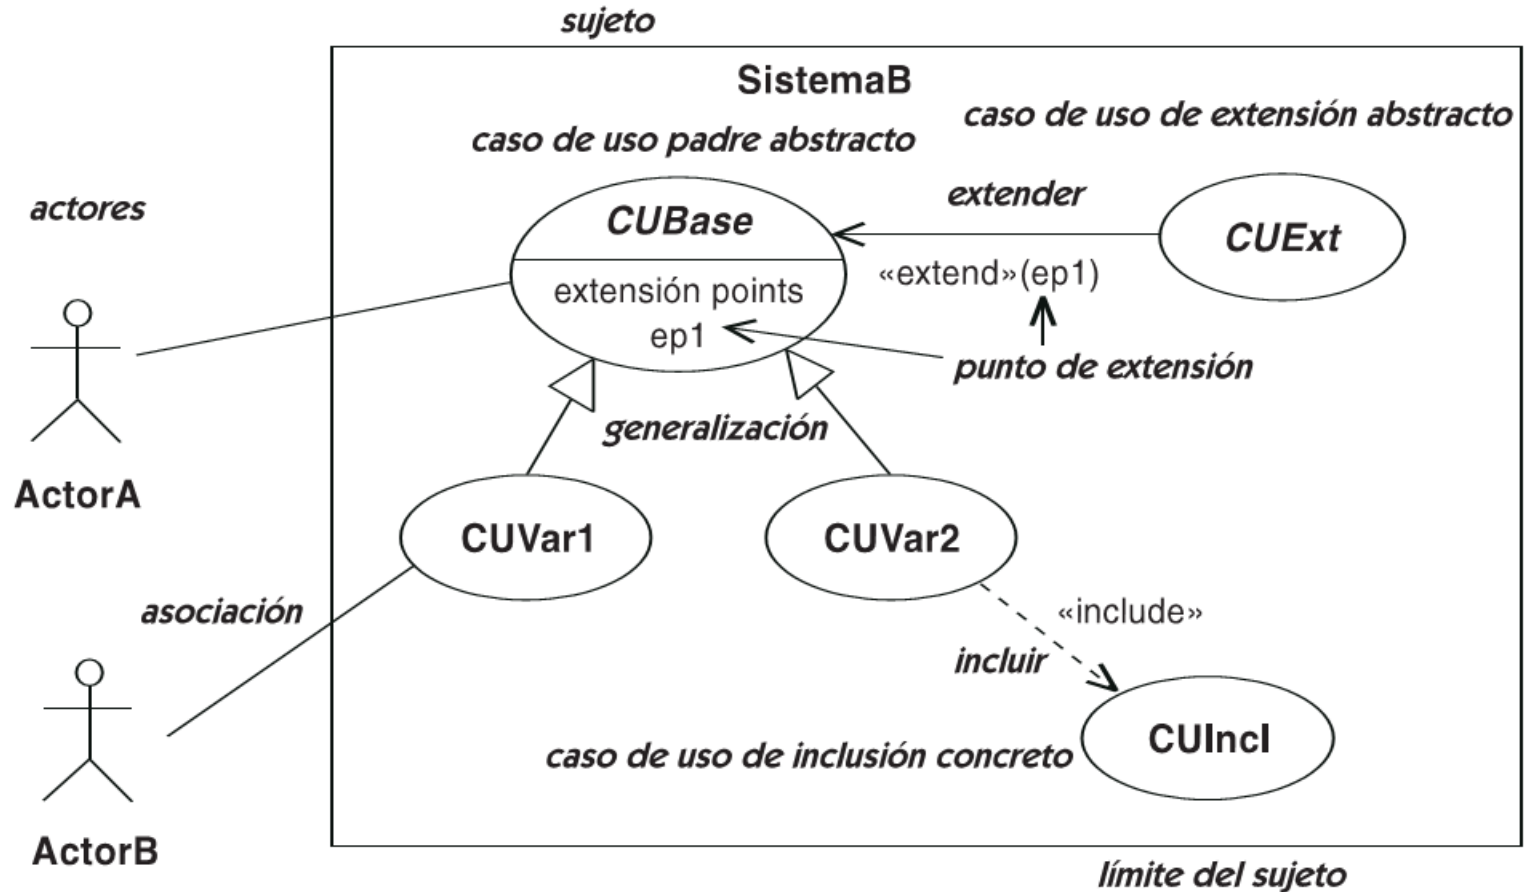 sujeto
SistemaB
caso de uso de extensión abstracto
caso de uso padre abstracto
actores
extender
CUBase
CUExt
«extend»(ep1)
extensión points
ep1
punto de extensión
generalización
ActorA
CUVar1
CUVar2
asociación
«include»
incluir
CUIncl
caso de uso de inclusión concreto
ActorB
límite del sujeto